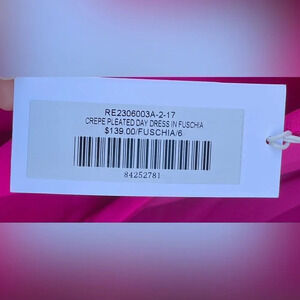 RE2306003A-2-17
CREPE PLEATED DAY DRESS IN FUSCHIA
$139.00/FUSCHIA/6
84252781